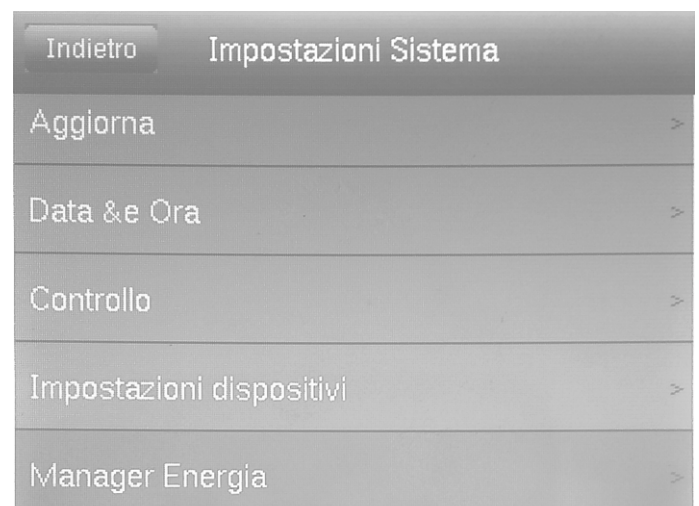 Indietro Impostazioni Sistema
Aggiorna >
Data &e Ora >
Controllo >
Impostazioni dispositivi >
Manager Energia >